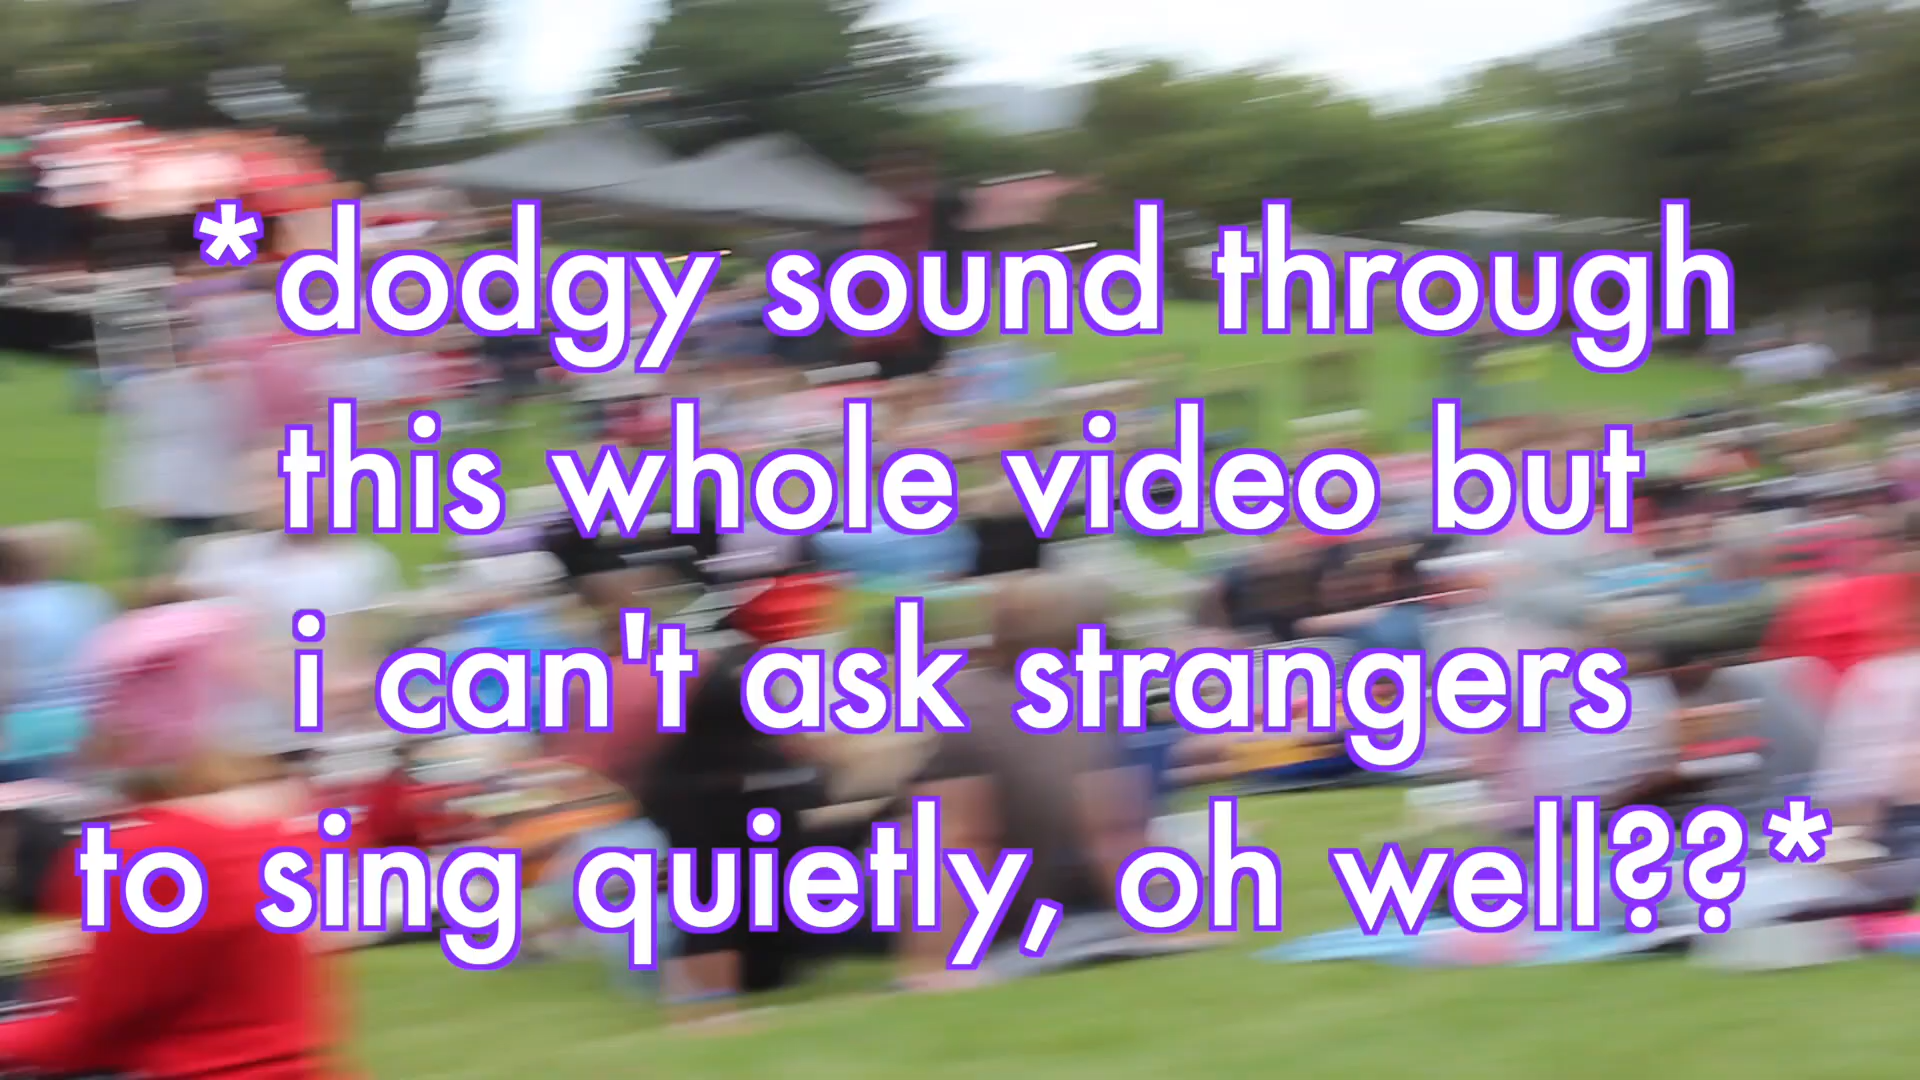 *dodgy sound through
this whole video but
i can't ask strangers
to sing quietly, oh well??*